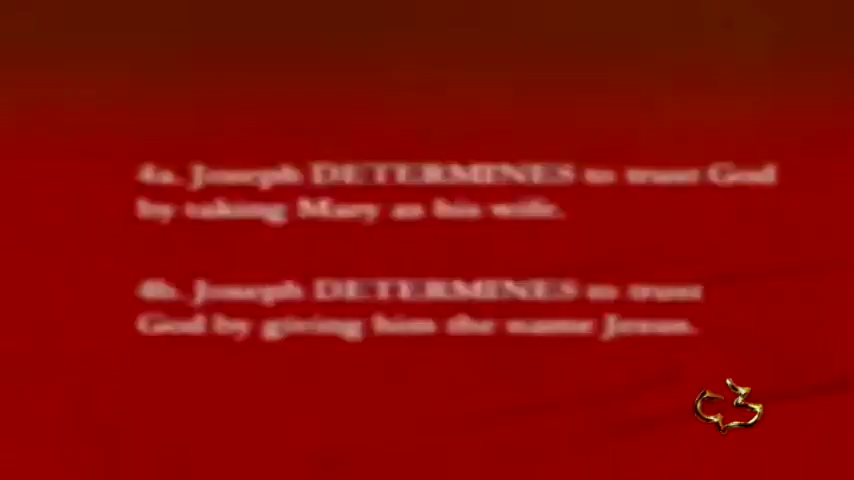 4a. Joseph DETERMINES to trust God
by taking Mary as his wife.
4b. Joseph DETERMINES to trust
God by giving him the name Jesus.